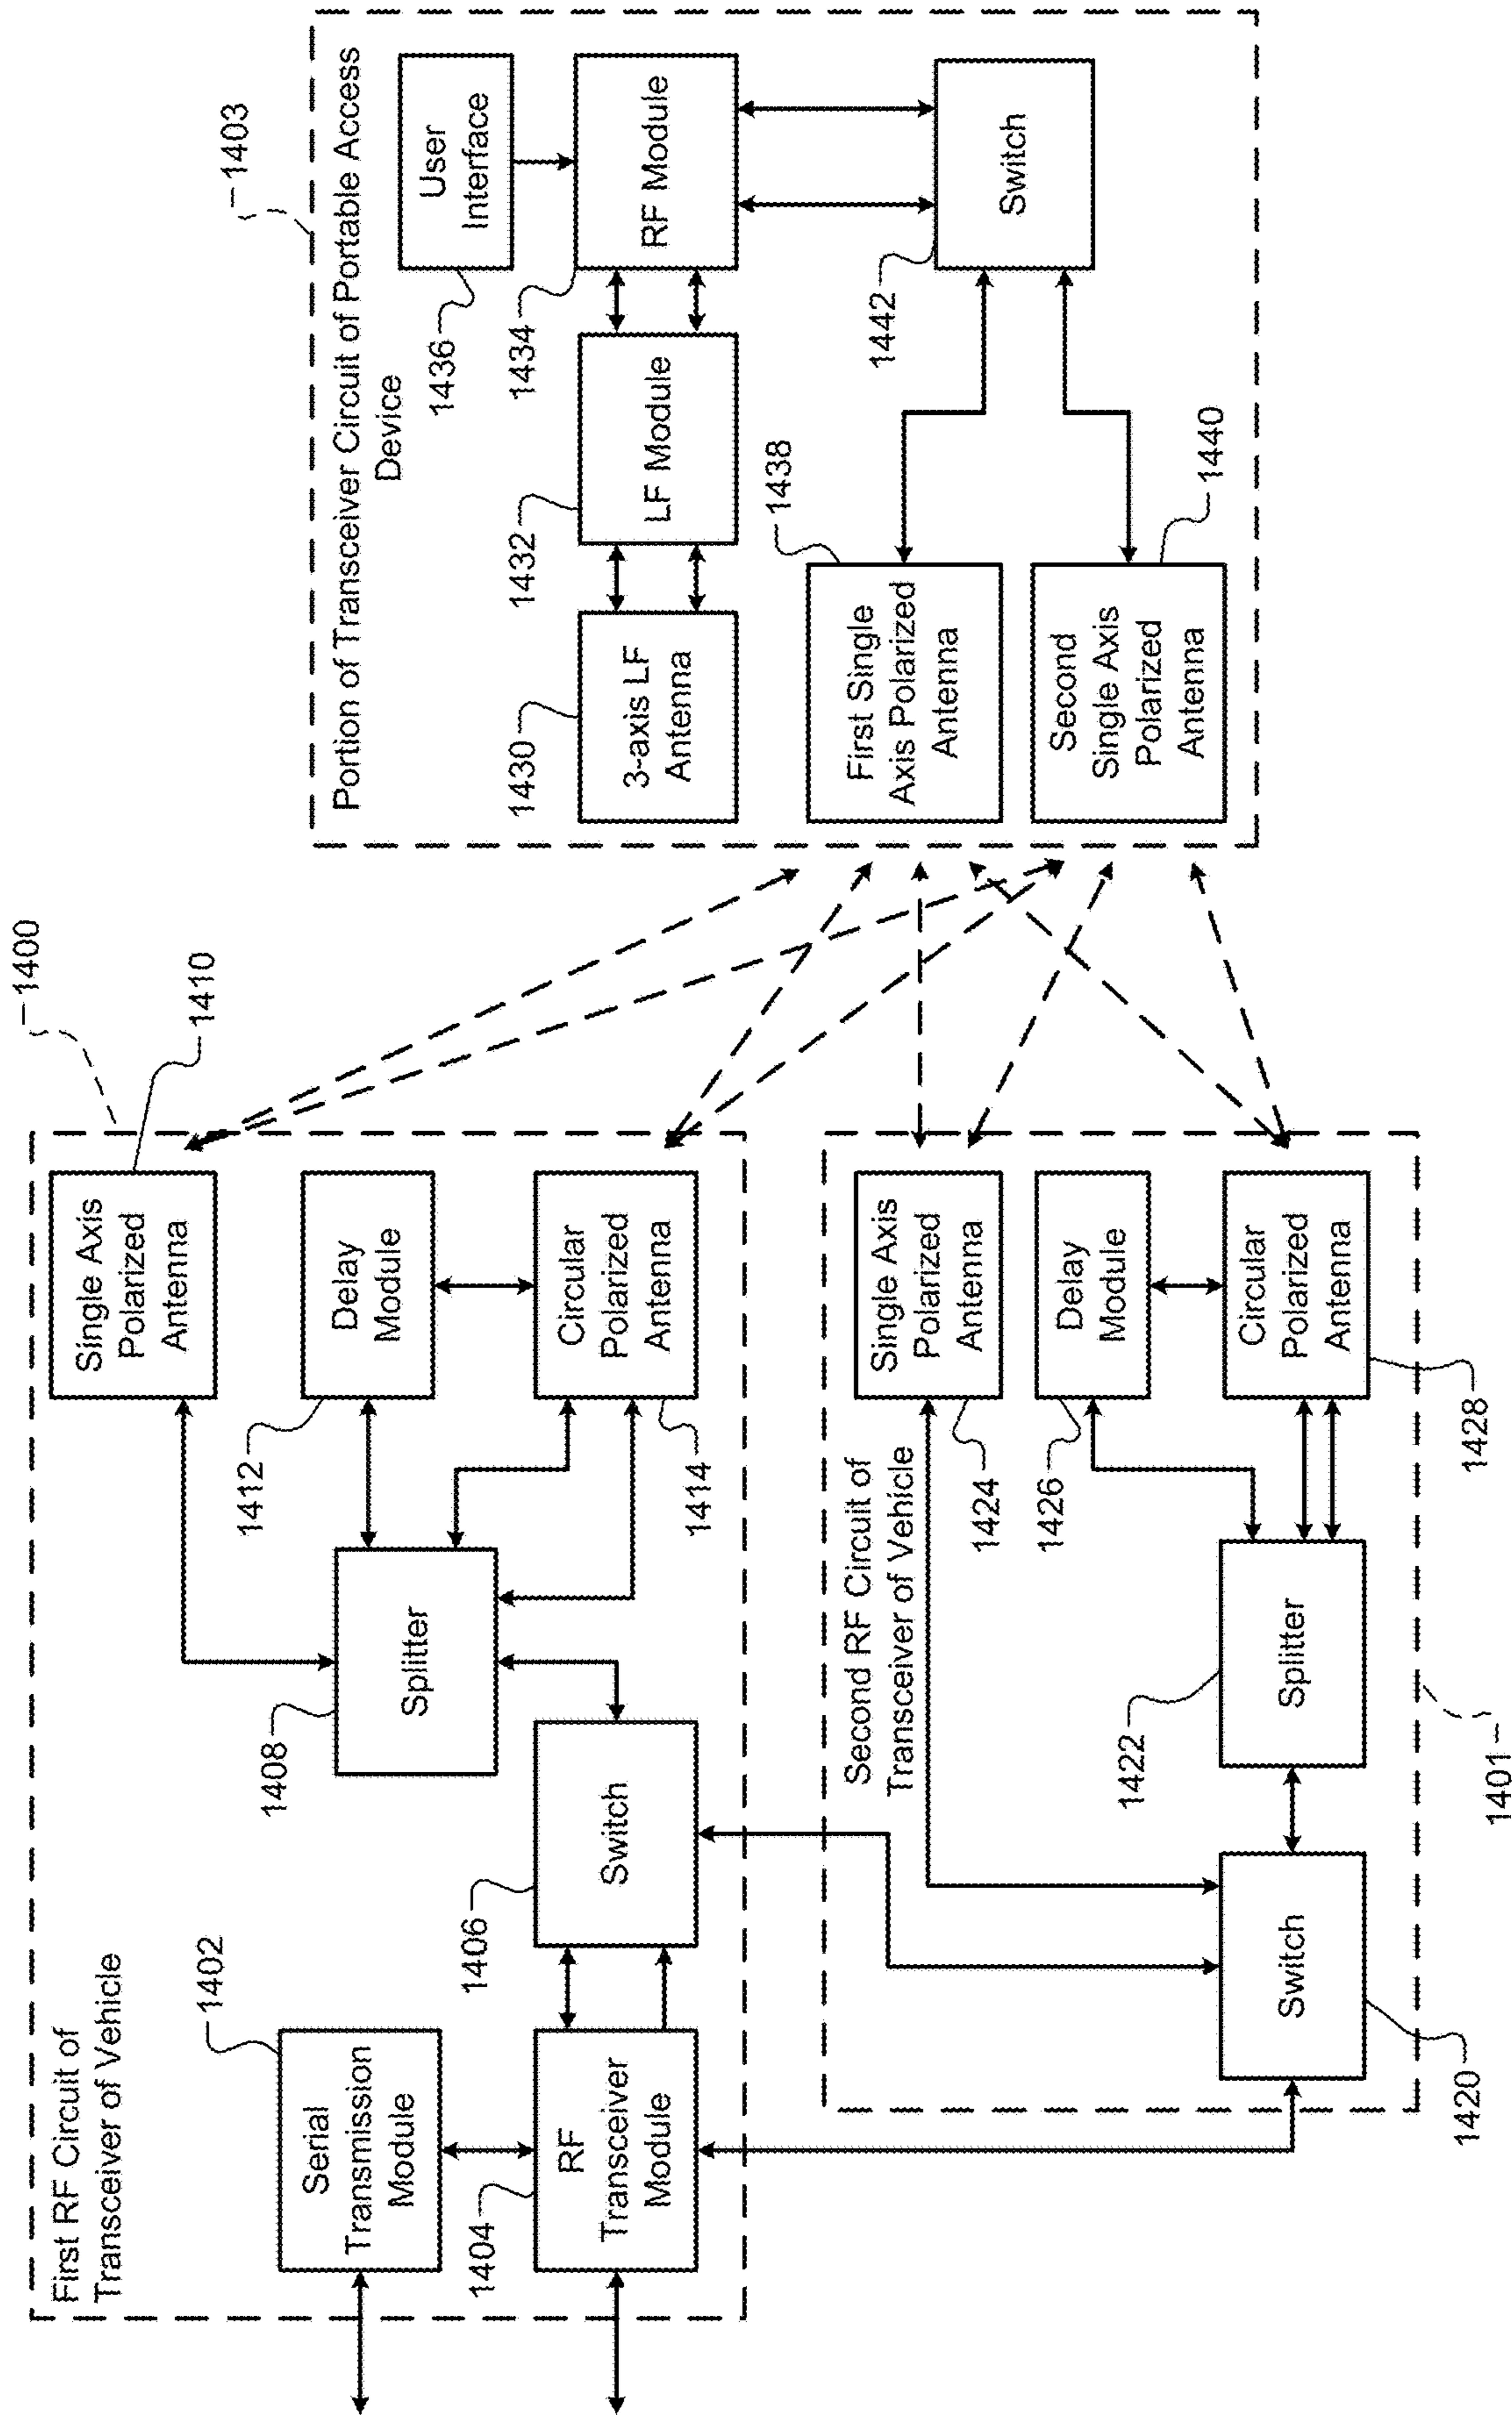 First RF Circuit of
Transceiver of Vehicle
1400
1402
Serial
Transmission
Module
1404
RF
Transceiver
Module
1406
Switch
1408
Splitter
1410
Single Axis
Polarized
Antenna
1412
Delay
Module
1414
Circular
Polarized
Antenna
Second RF Circuit of
Transceiver of Vehicle
1401
1420
Switch
1422
Splitter
1424
Single Axis
Polarized
Antenna
1426
Delay
Module
1428
Circular
Polarized
Antenna
1403
Portion of Transceiver Circuit of Portable Access
Device
1430
3-axis LF
Antenna
1432
LF Module
1434
RF Module
1436
User
Interface
1438
First Single
Axis Polarized
Antenna
1440
Second
Single Axis
Polarized
Antenna
1442
Switch